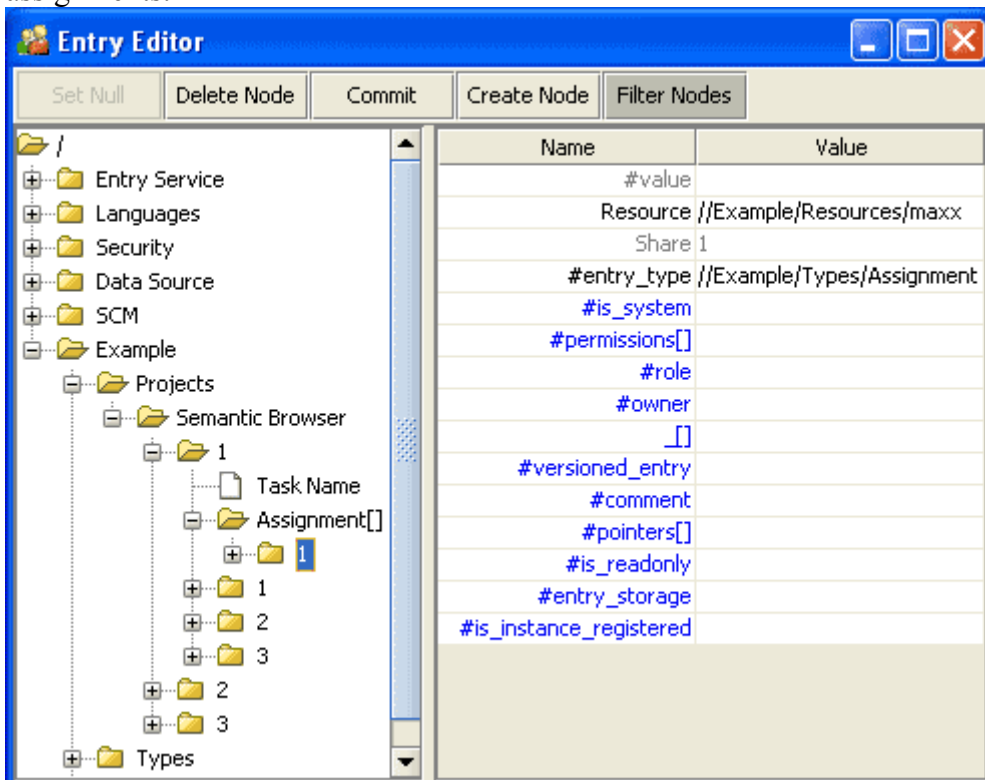 Entry Editor
Set Null Delete Node Commit Create Node Filter Nodes
/
Entry Service
Languages
Security
Data Source
SCM
Example
Projects
Semantic Browser
1
Task Name
Assignment[]
1
1
2
3
2
3
Types
Name Value
#value
Resource //Example/Resources/maxx
Share 1
#entry_type //Example/Types/Assignment
#is_system
#permissions[]
#role
#owner
_[]
#versioned_entry
#comment
#pointers[]
#is_readonly
#entry_storage
#is_instance_registered